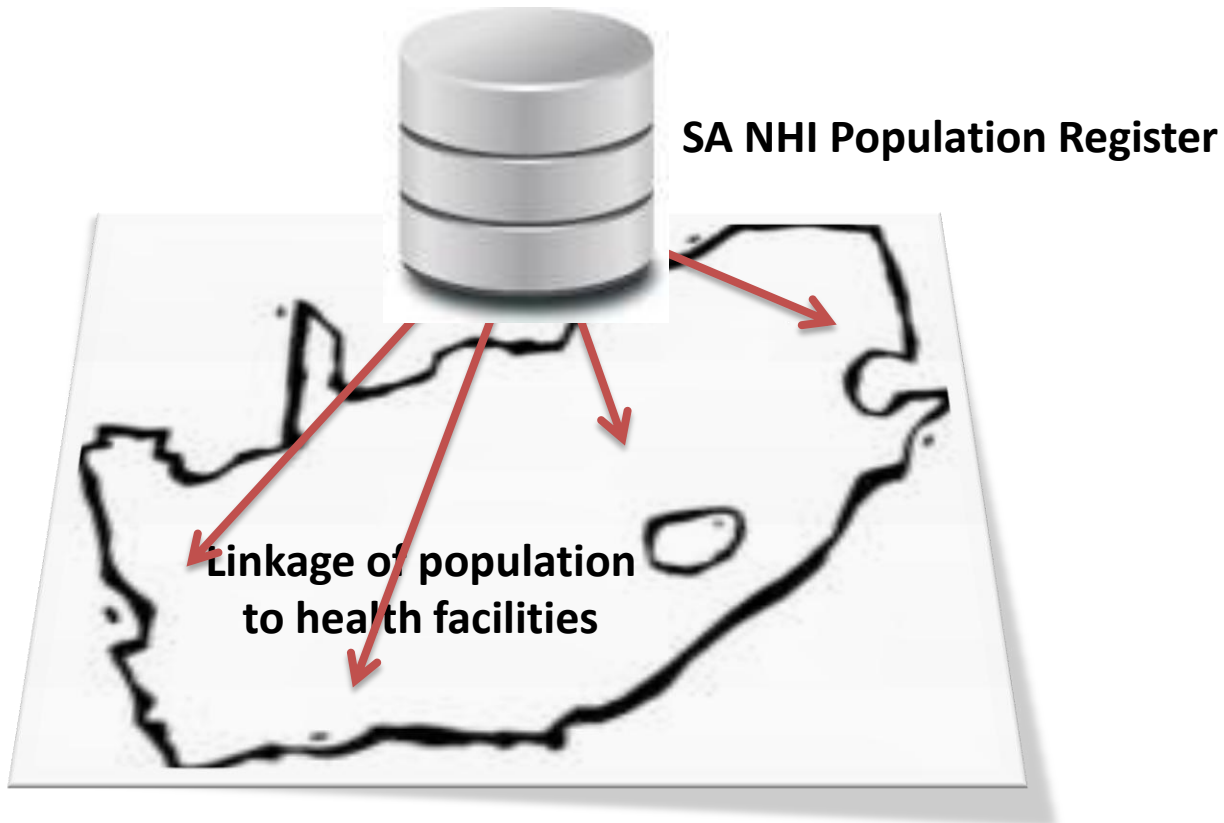 SA NHI Population Register
Linkage of population
to health facilities